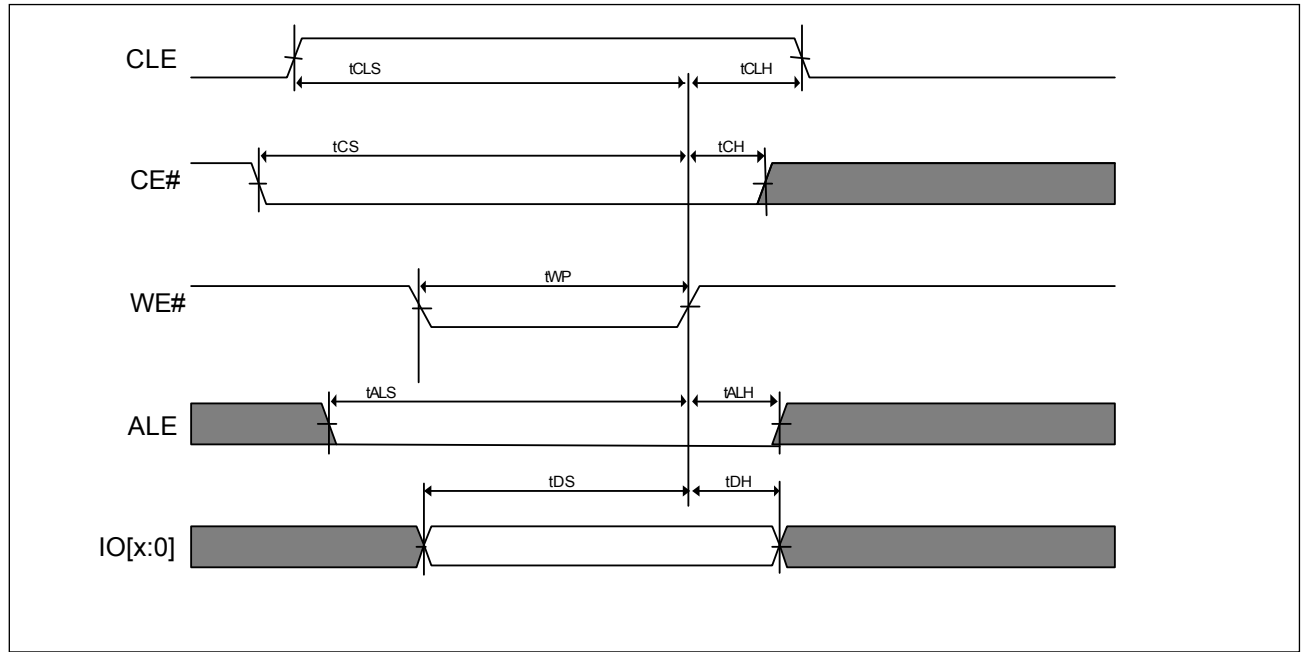 CLE
tCLS
tCLH
CE#
tCS
tCH
WE#
tWP
ALE
tALS
tALH
IO[x:0]
tDS
tDH